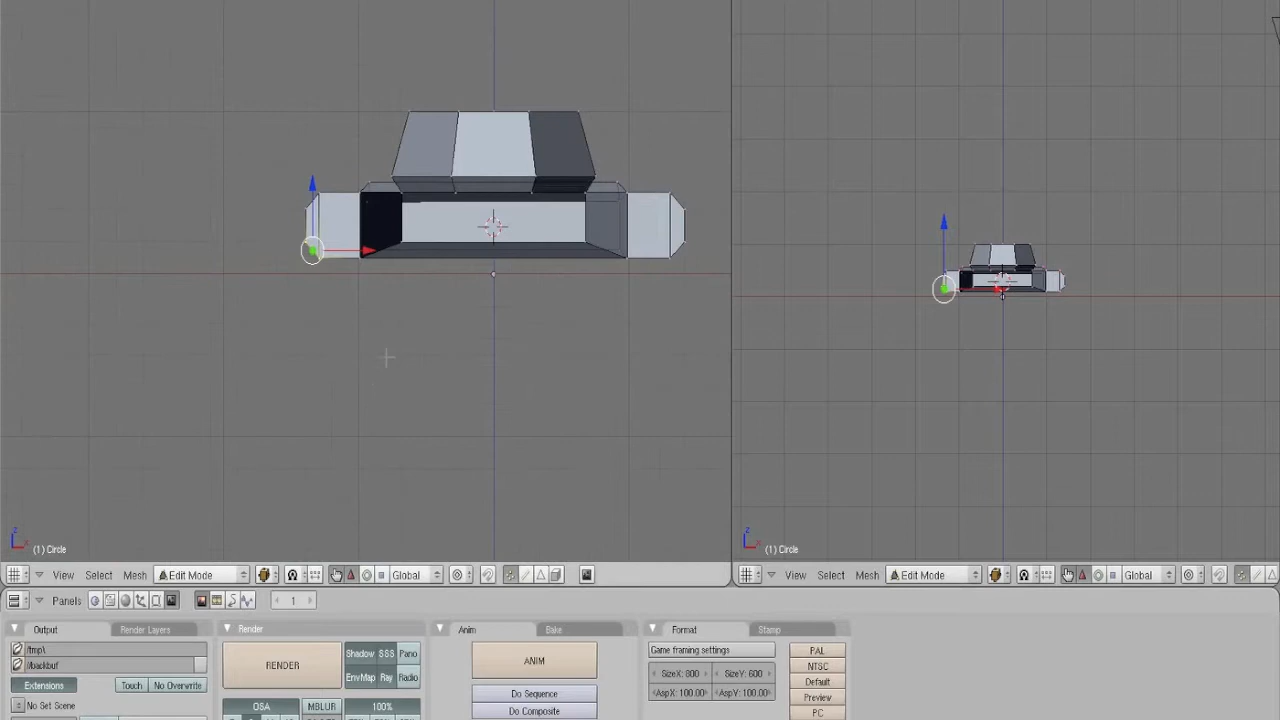 z
x
(1) Circle
z
x
(1) Circle
View Select Mesh Edit Mode Global
View Select Mesh Edit Mode Global
Panels 1
Output Render Layers Render Anim Bake Format Stamp
/tmp\
//backbuf
Extensions Touch No Overwrite
No Set Scene
RENDER
Shadow SSS Pano
EnvMap Ray Radio
OSA MBLUR 100%
ANIM
Do Sequence
Do Composite
Game framing settings
SizeX: 800 SizeY: 600
AspX: 100.00 AspY: 100.00
PAL
NTSC
Default
Preview
PC